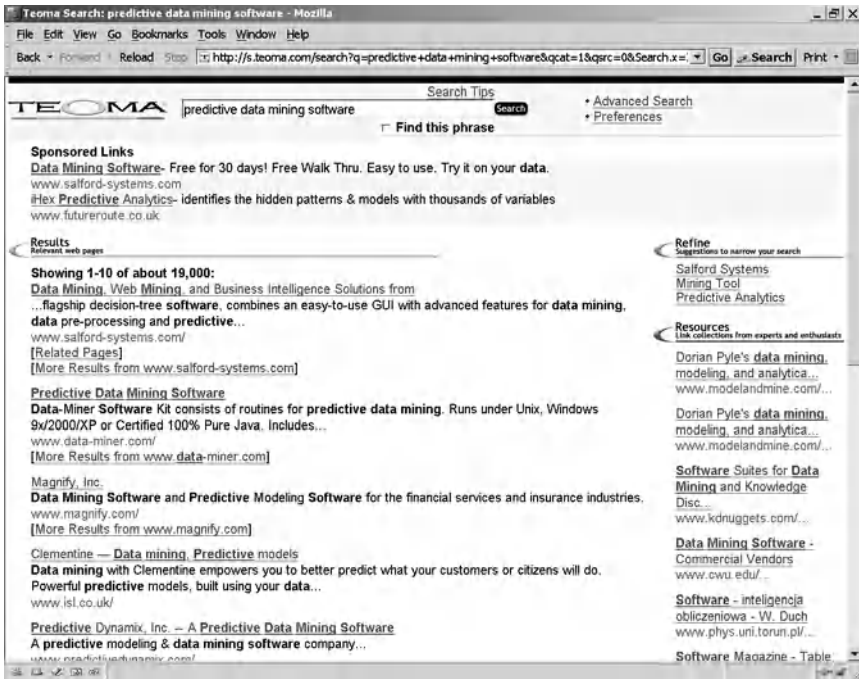 Teoma Search: predictive data mining software - Mozilla
File Edit View Go Bookmarks Tools Window Help
Back Forward Reload Stop http://s.teoma.com/search?q=predictive+data+mining+software&qcat=1&qsrc=0&Search.x= Go Search Print
TEOMA
Search Tips
predictive data mining software Search
Find this phrase
• Advanced Search
• Preferences
Sponsored Links
Data Mining Software- Free for 30 days! Free Walk Thru. Easy to use. Try it on your data.
www.salford-systems.com
iHex Predictive Analytics- identifies the hidden patterns & models with thousands of variables
www.futureroute.co.uk
Results
Relevant web pages
Showing 1-10 of about 19,000:
Data Mining, Web Mining, and Business Intelligence Solutions from
...flagship decision-tree software, combines an easy-to-use GUI with advanced features for data mining,
data pre-processing and predictive...
www.salford-systems.com/
[Related Pages]
[More Results from www.salford-systems.com]
Predictive Data Mining Software
Data-Miner Software Kit consists of routines for predictive data mining. Runs under Unix, Windows
9x/2000/XP or Certified 100% Pure Java. Includes...
www.data-miner.com/
[More Results from www.data-miner.com]
Magnify, Inc.
Data Mining Software and Predictive Modeling Software for the financial services and insurance industries.
www.magnify.com/
[More Results from www.magnify.com]
Clementine — Data mining, Predictive models
Data mining with Clementine empowers you to better predict what your customers or citizens will do.
Powerful predictive models, built using your data...
www.isl.co.uk/
Predictive Dynamix, Inc. – A Predictive Data Mining Software
A predictive modeling & data mining software company...
www.predictivedynamix.com/
Refine
Suggestions to narrow your search
Salford Systems
Mining Tool
Predictive Analytics
Resources
Link collections from experts and enthusiasts
Dorian Pyle's data mining,
modeling, and analytica...
www.modelandmine.com/...
Dorian Pyle's data mining,
modeling, and analytica...
www.modelandmine.com/...
Software Suites for Data
Mining and Knowledge
Disc...
www.kdnuggets.com/...
Data Mining Software -
Commercial Vendors
www.cwu.edu/...
Software - inteligencja
obliczeniowa - W. Duch
www.phys.uni.torun.pl/...
Software Magazine - Table